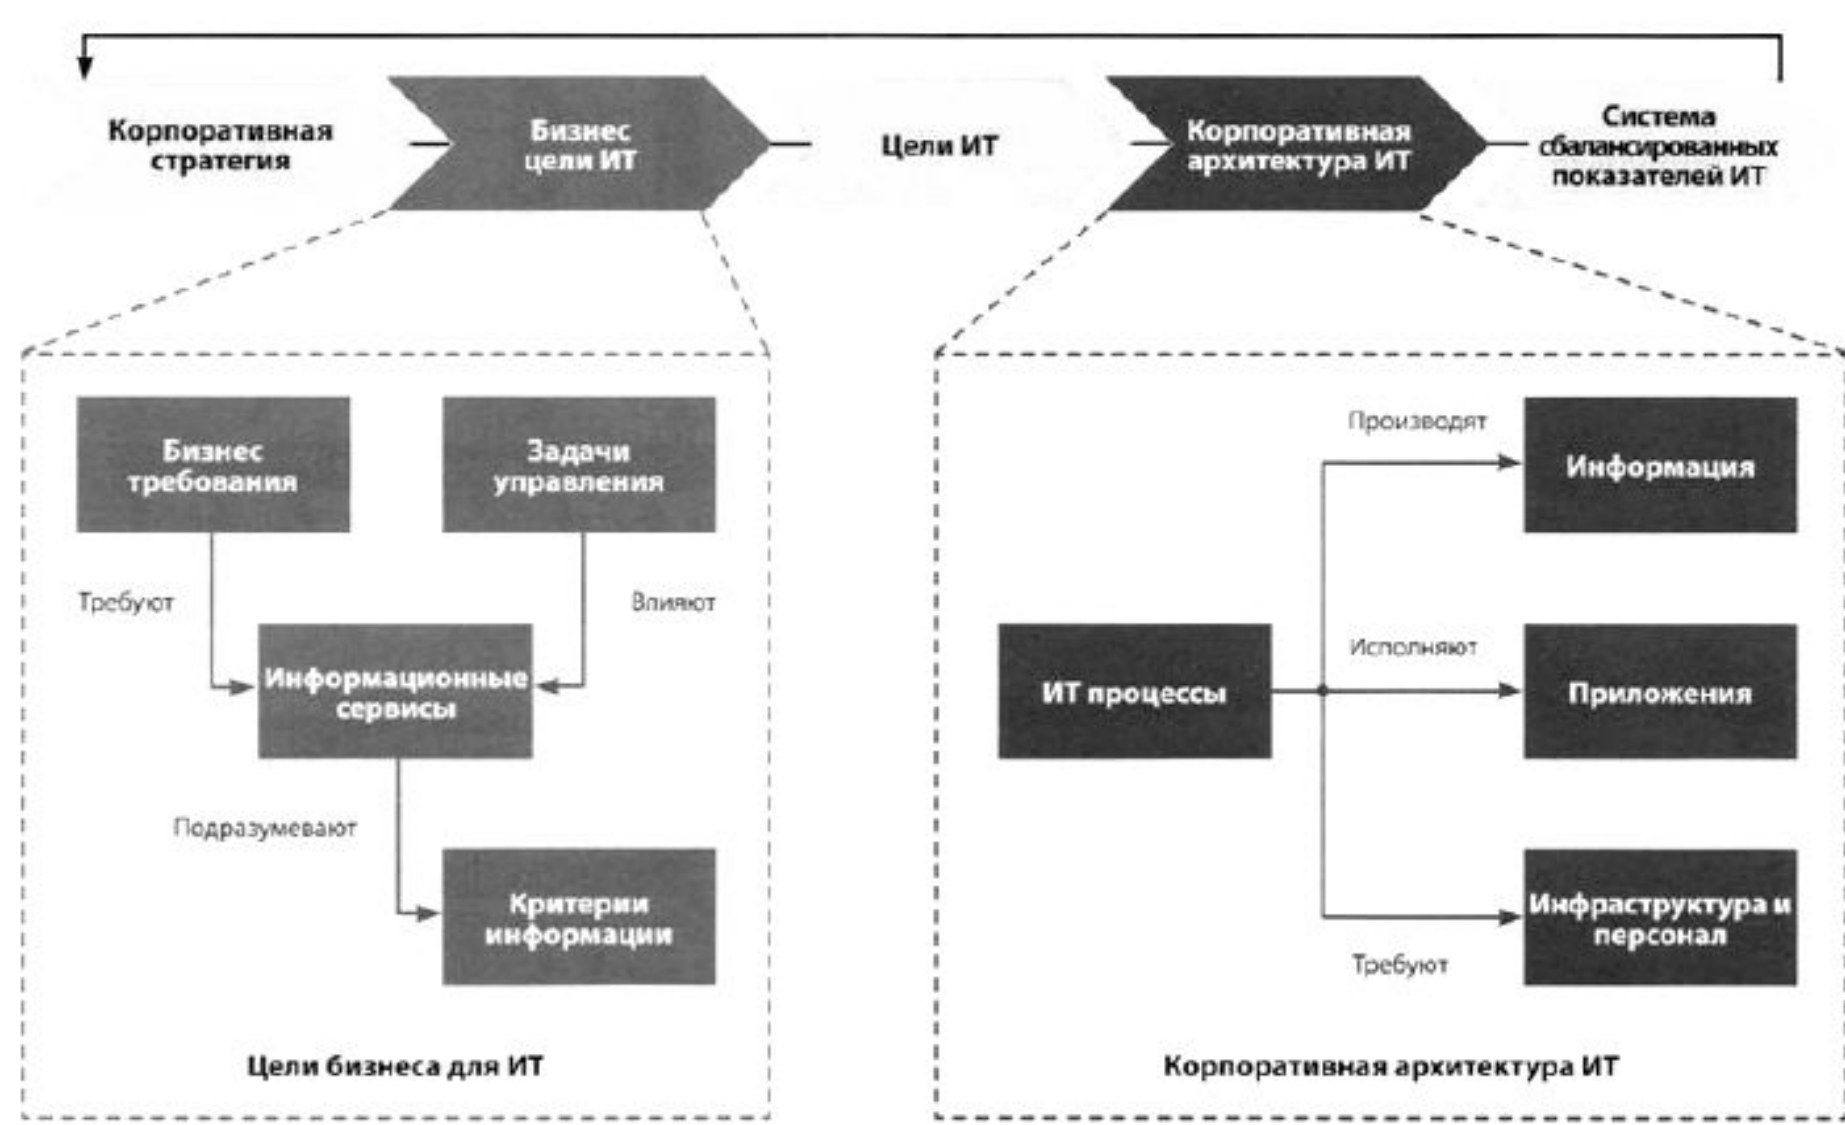 Корпоративная
стратегия
Бизнес
цели ИТ
Цели ИТ
Корпоративная
архитектура ИТ
Система
сбалансированных
показателей ИТ
Бизнес
требования
Задачи
управления
Требуют
Влияют
Информационные
сервисы
Подразумевают
Критерии
информации
Цели бизнеса для ИТ
Производят
Информация
Исполняют
ИТ процессы
Приложения
Инфраструктура и
персонал
Требуют
Корпоративная архитектура ИТ